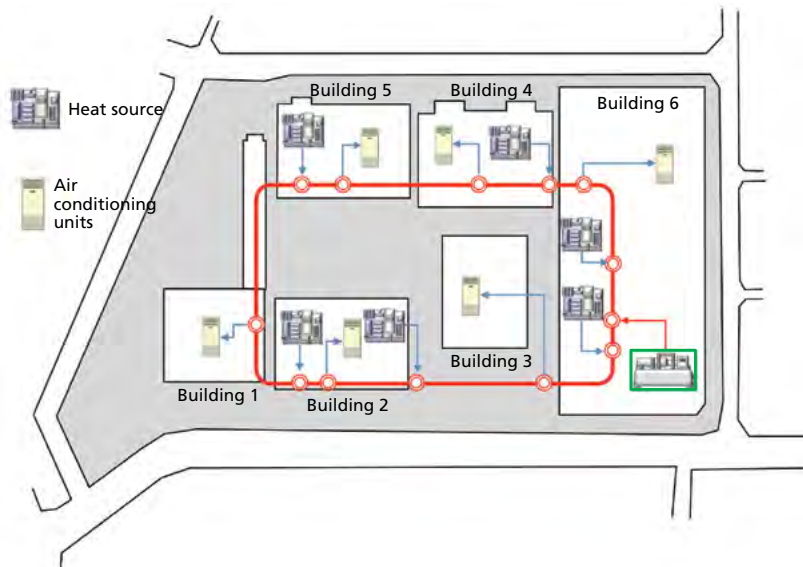 Building 5
Building 4
Building 6
Heat source
Air
conditioning
units
Building 3
Building 1
Building 2